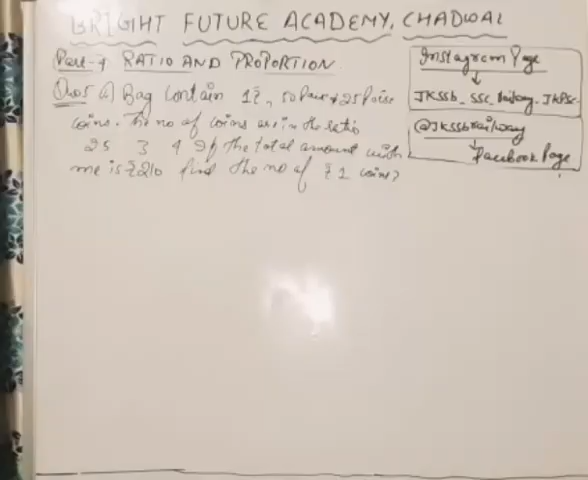 BRIGHT FUTURE ACADEMY, CHADWAL
Part-4 RATIO AND PROPORTION
Ques A Bag Contain 1₹, 50 Paise & 25 Poise
coins. The no of coins are in the ratio
25 3 4 If the total amount with
me is ₹210 find the no of ₹1 coins?
Instagram Page
↓
JKSSb_SSC_Railway_JKPSC
@JKSSbRailway
↓
Facebook Page